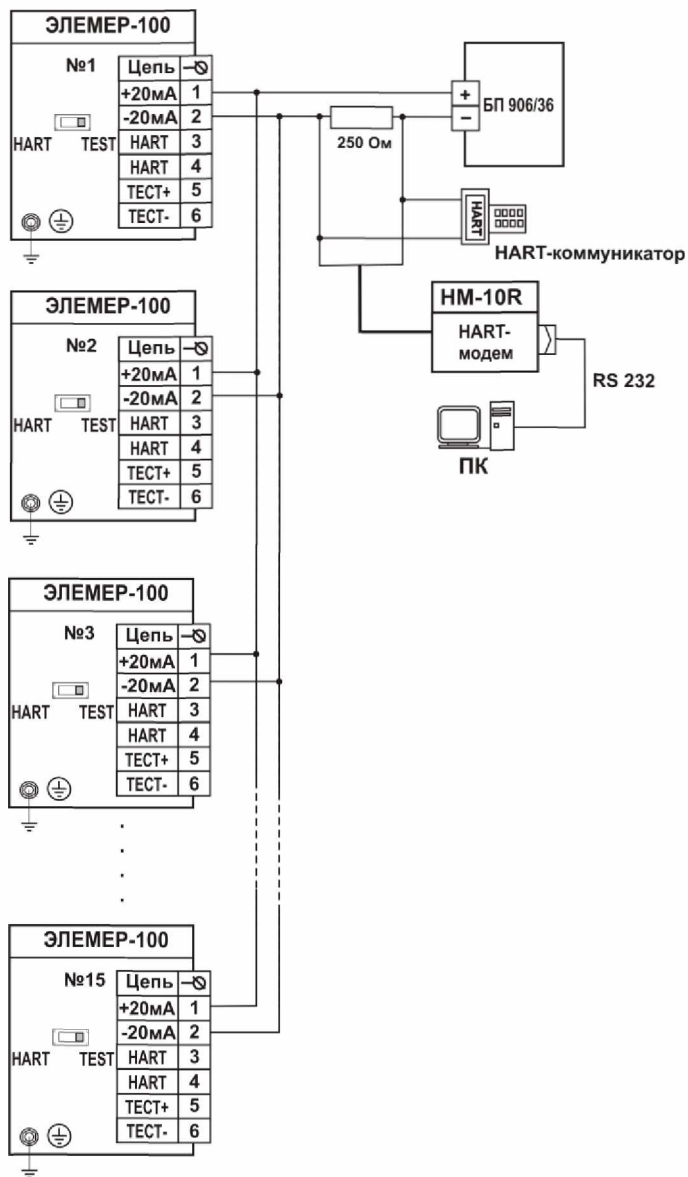 ЭЛЕМЕР-100
№1
Цепь
+20мА 1
-20мА 2
HART TEST
HART 3
HART 4
ТЕСТ+ 5
ТЕСТ- 6
+
−
БП 906/36
250 Ом
HART
HART-коммуникатор
НМ-10R
HART-
модем
RS 232
ПК
ЭЛЕМЕР-100
№2
Цепь
+20мА 1
-20мА 2
HART TEST
HART 3
HART 4
ТЕСТ+ 5
ТЕСТ- 6
ЭЛЕМЕР-100
№3
Цепь
+20мА 1
-20мА 2
HART TEST
HART 3
HART 4
ТЕСТ+ 5
ТЕСТ- 6
ЭЛЕМЕР-100
№15
Цепь
+20мА 1
-20мА 2
HART TEST
HART 3
HART 4
ТЕСТ+ 5
ТЕСТ- 6